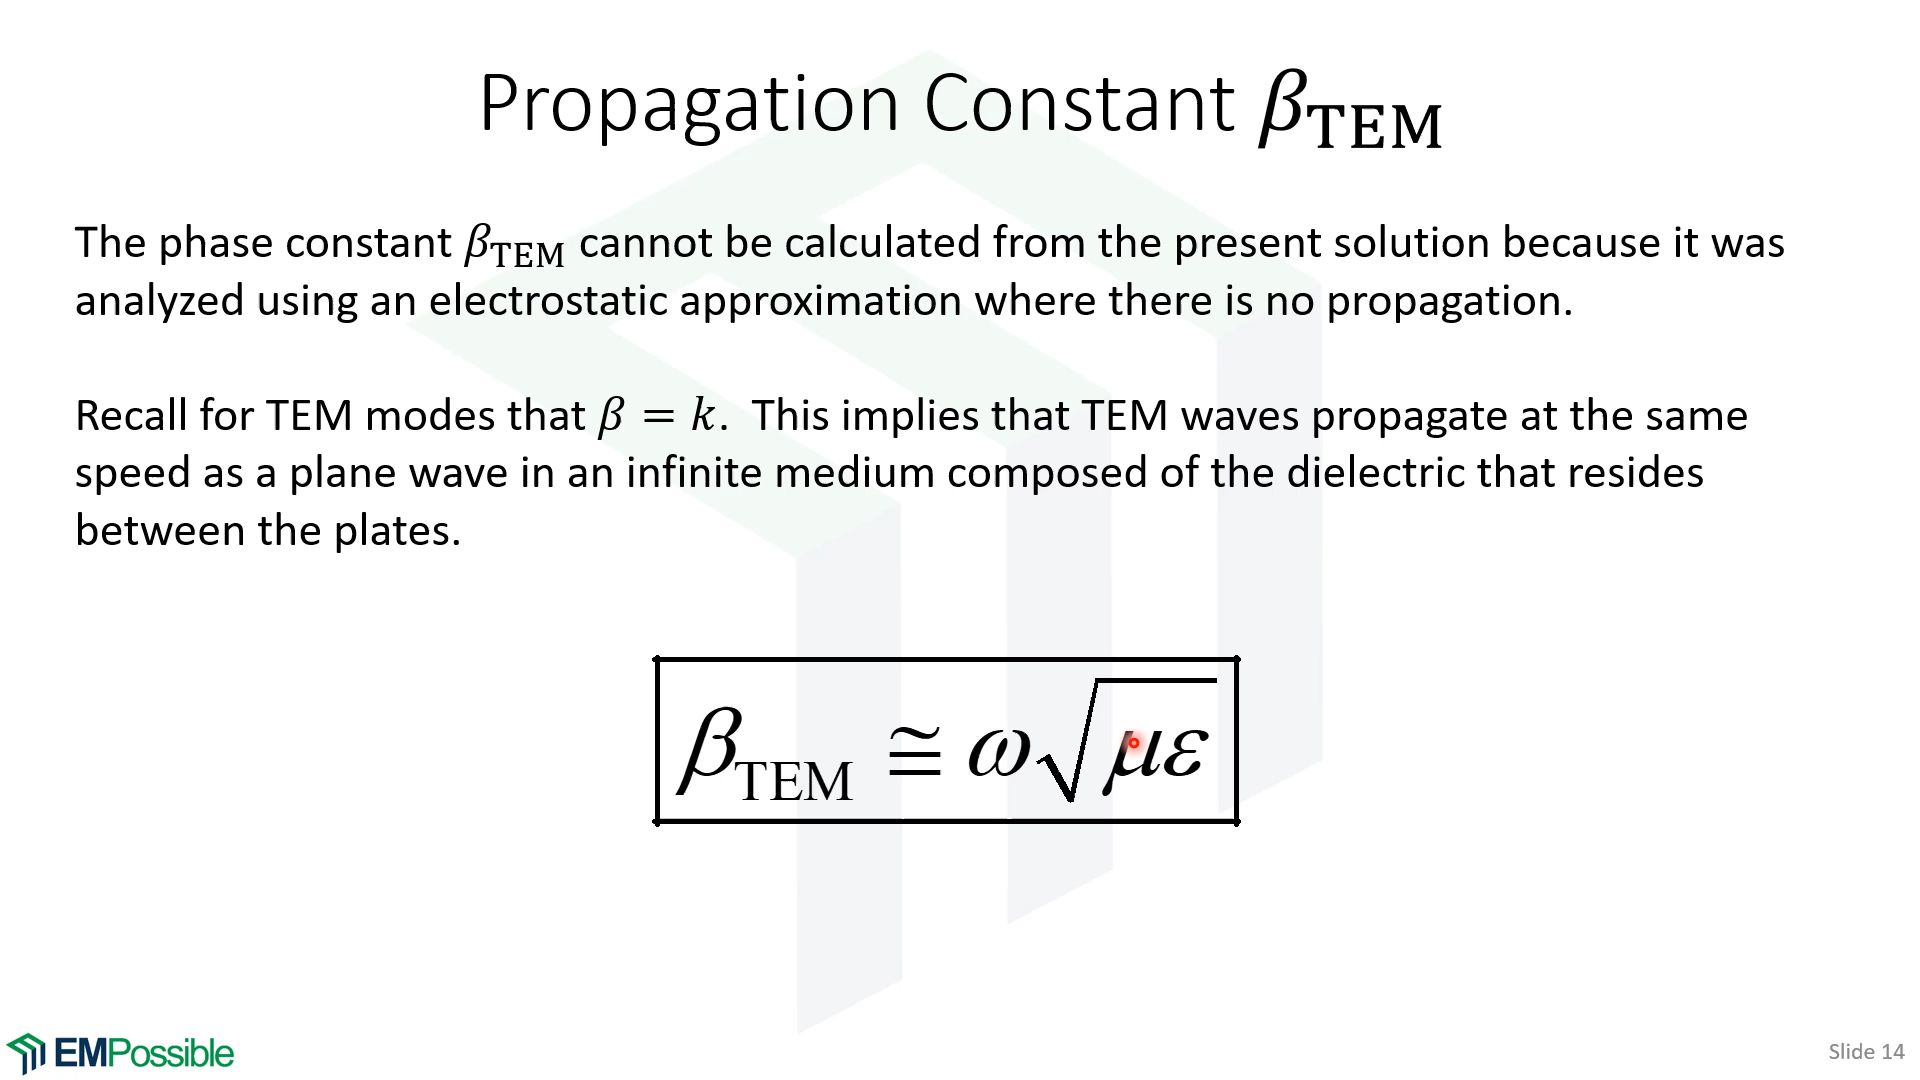 Propagation Constant βTEM
The phase constant βTEM cannot be calculated from the present solution because it was
analyzed using an electrostatic approximation where there is no propagation.
Recall for TEM modes that β = k. This implies that TEM waves propagate at the same
speed as a plane wave in an infinite medium composed of the dielectric that resides
between the plates.
βTEM ≅ ω√με
EMPossible
Slide 14